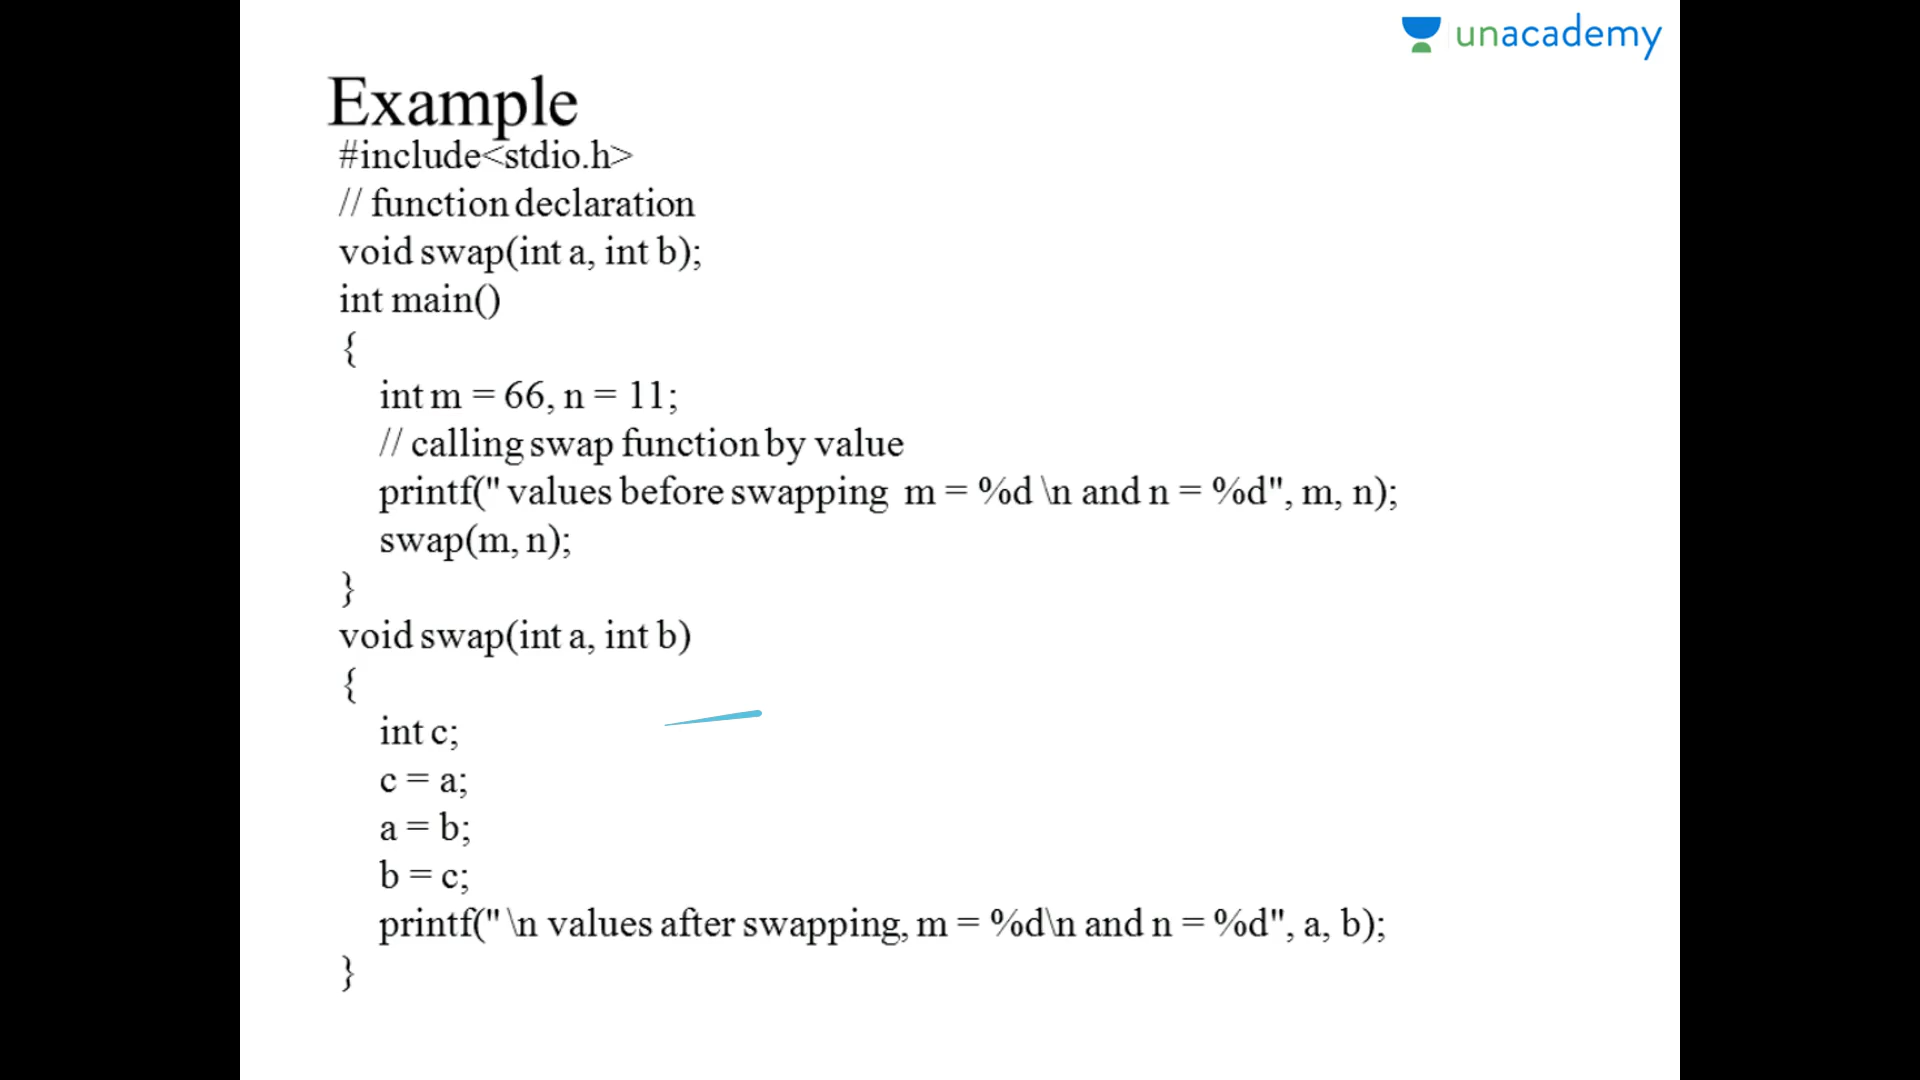 unacademy
Example
#include<stdio.h>
// function declaration
void swap(int a, int b);
int main()
{
int m = 66, n = 11;
// calling swap function by value
printf(" values before swapping  m = %d \n and n = %d", m, n);
swap(m, n);
}
void swap(int a, int b)
{
int c;
c = a;
a = b;
b = c;
printf(" \n values after swapping, m = %d\n and n = %d", a, b);
}